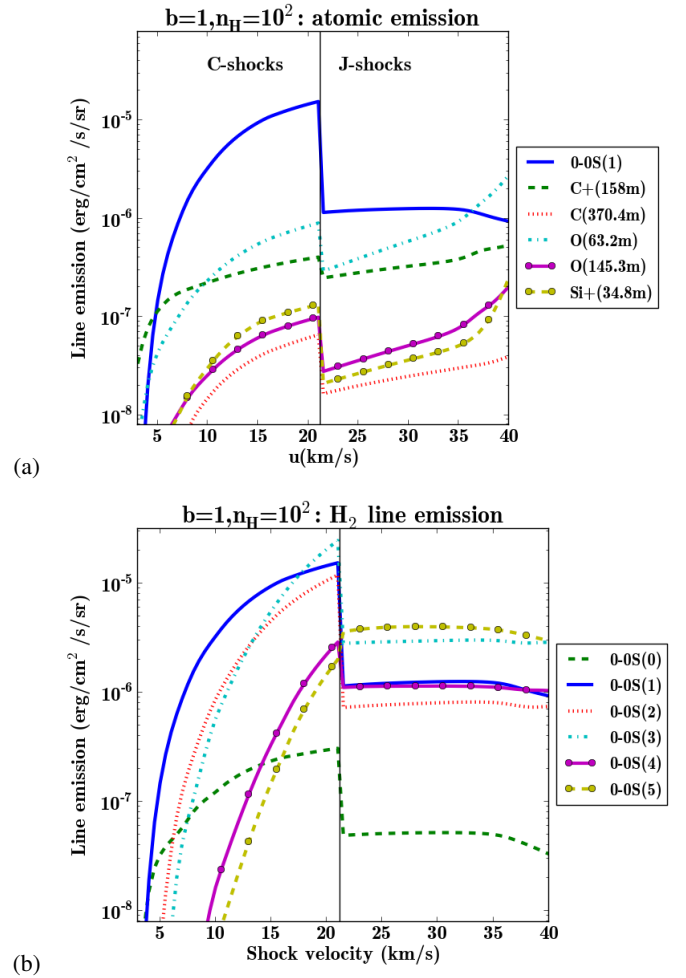 b=1,n_H=10^2: atomic emission
C-shocks
J-shocks
Line emission (erg/cm^2 /s/sr)
10^-5
10^-6
10^-7
10^-8
5 10 15 20 25 30 35 40
u(km/s)
0-0S(1)
C+(158m)
C(370.4m)
O(63.2m)
O(145.3m)
Si+(34.8m)
(a)
b=1,n_H=10^2: H_2 line emission
Line emission (erg/cm^2 /s/sr)
10^-5
10^-6
10^-7
10^-8
5 10 15 20 25 30 35 40
Shock velocity (km/s)
0-0S(0)
0-0S(1)
0-0S(2)
0-0S(3)
0-0S(4)
0-0S(5)
(b)